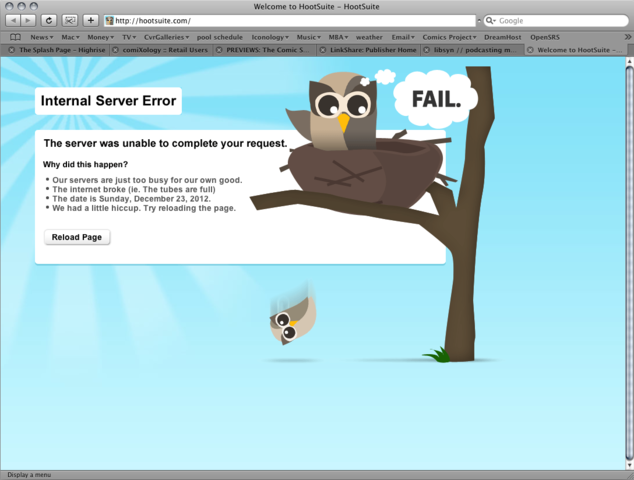 Welcome to HootSuite – HootSuite
http://hootsuite.com/
Google
News Mac Money TV CvrGalleries pool schedule Iconology Music MBA weather Email Comics Project DreamHost OpenSRS
The Splash Page – Highrise comiXology :: Retail Users PREVIEWS: The Comic S... LinkShare: Publisher Home libsyn // podcasting m... Welcome to HootSuite-...
Internal Server Error
FAIL.
The server was unable to complete your request.
Why did this happen?
• Our servers are just too busy for our own good.
• The internet broke (ie. The tubes are full)
• The date is Sunday, December 23, 2012.
• We had a little hiccup. Try reloading the page.
Reload Page
Display a menu